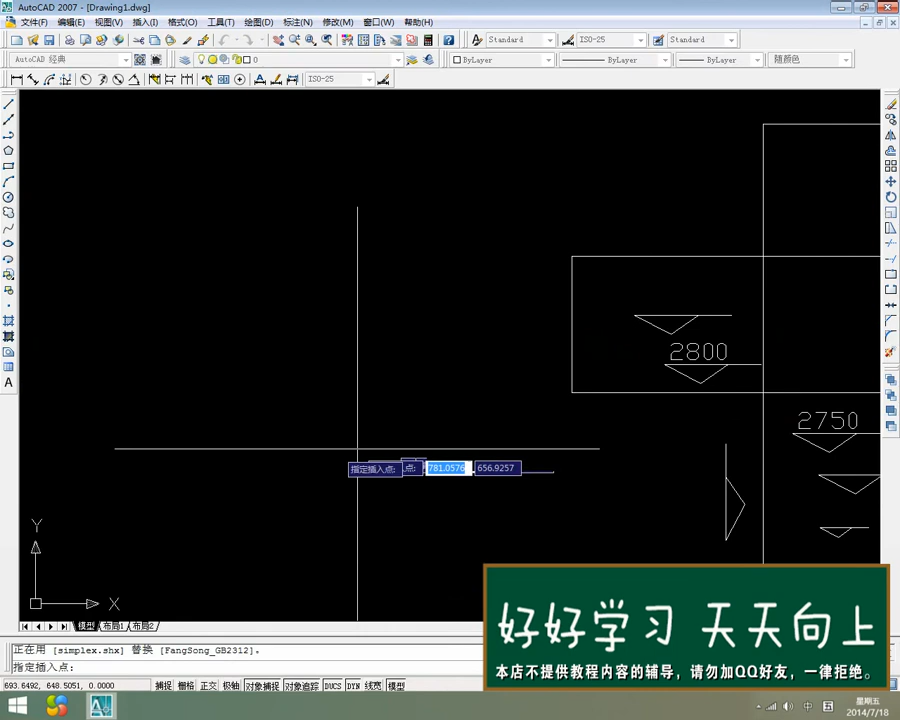 AutoCAD 2007 - [Drawing1.dwg]
文件(F) 编辑(E) 视图(V) 插入(I) 格式(O) 工具(T) 绘图(D) 标注(N) 修改(M) 窗口(W) 帮助(H)
Standard ISO-25 Standard
AutoCAD 经典 0 ByLayer ByLayer ByLayer 随颜色
ISO-25
A
2800
2750
指定插入点: 点: 781.0576 656.9257
Y
X
模型 布局1 布局2
正在用 [simplex.shx] 替换 [FangSong_GB2312]。
指定插入点:
693.6492, 648.5051, 0.0000 捕捉 栅格 正交 极轴 对象捕捉 对象追踪 DUCS DYN 线宽 模型
好好学习 天天向上
本店不提供教程内容的辅导，请勿加QQ好友，一律拒绝。
中 五
星期五
2014/7/18